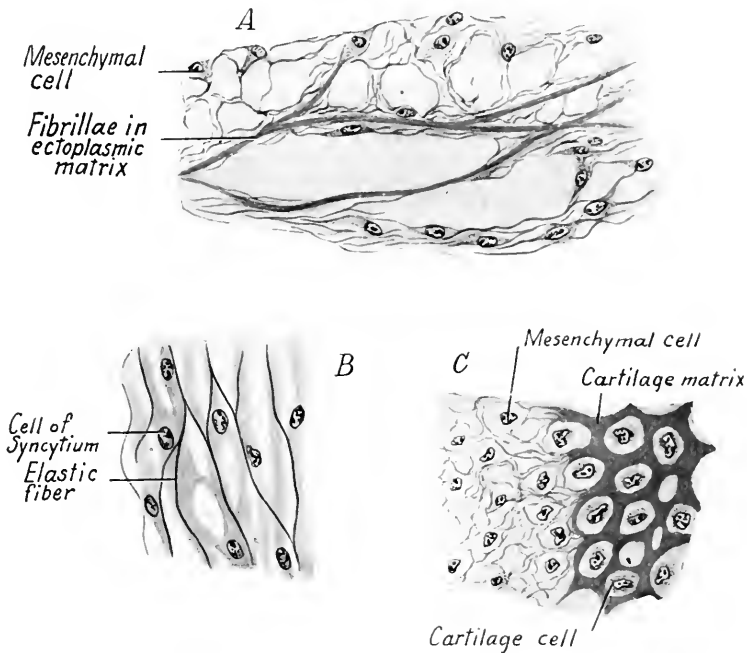 A
Mesenchymal
cell
Fibrillae in
ectoplasmic
matrix
B
Cell of
Syncytium
Elastic
fiber
C
Mesenchymal cell
Cartilage matrix
Cartilage cell